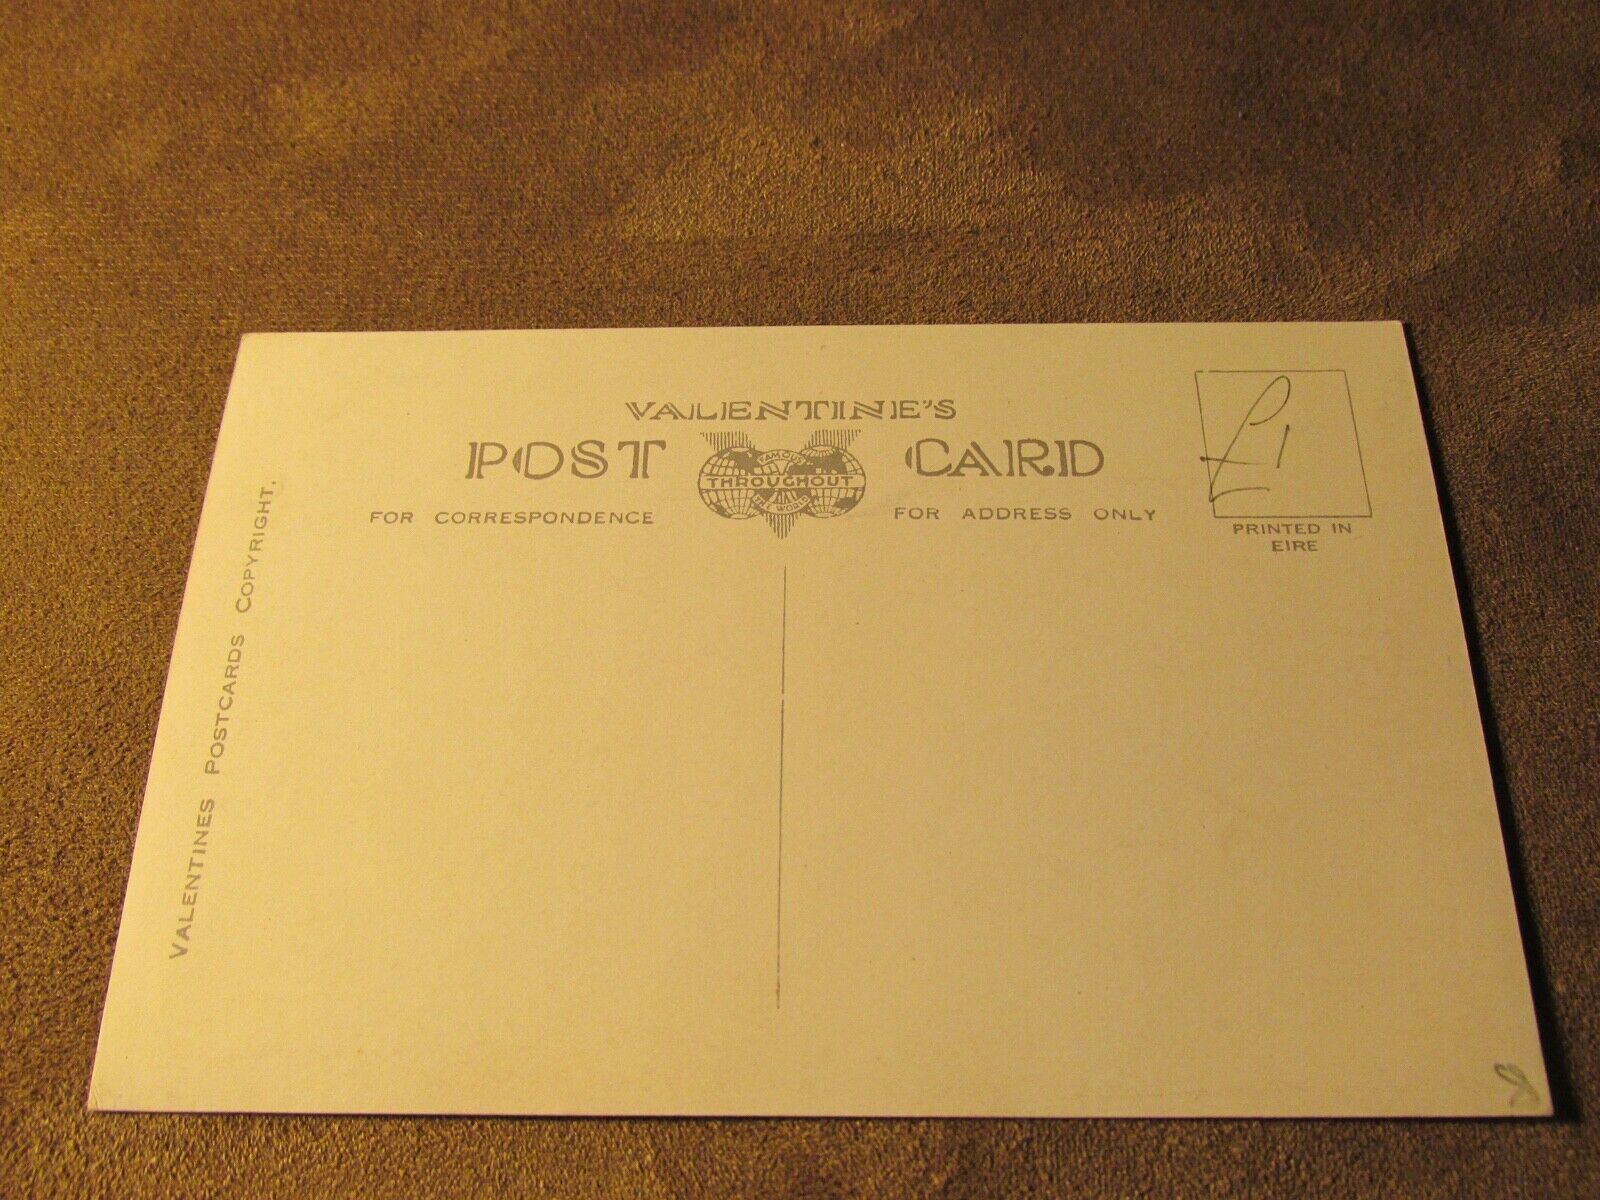 VALENTINE'S
POST CARD
FAMOUS
THROUGHOUT
THE WORLD
FOR CORRESPONDENCE
FOR ADDRESS ONLY
£1
PRINTED IN
EIRE
VALENTINES POSTCARDS COPYRIGHT.